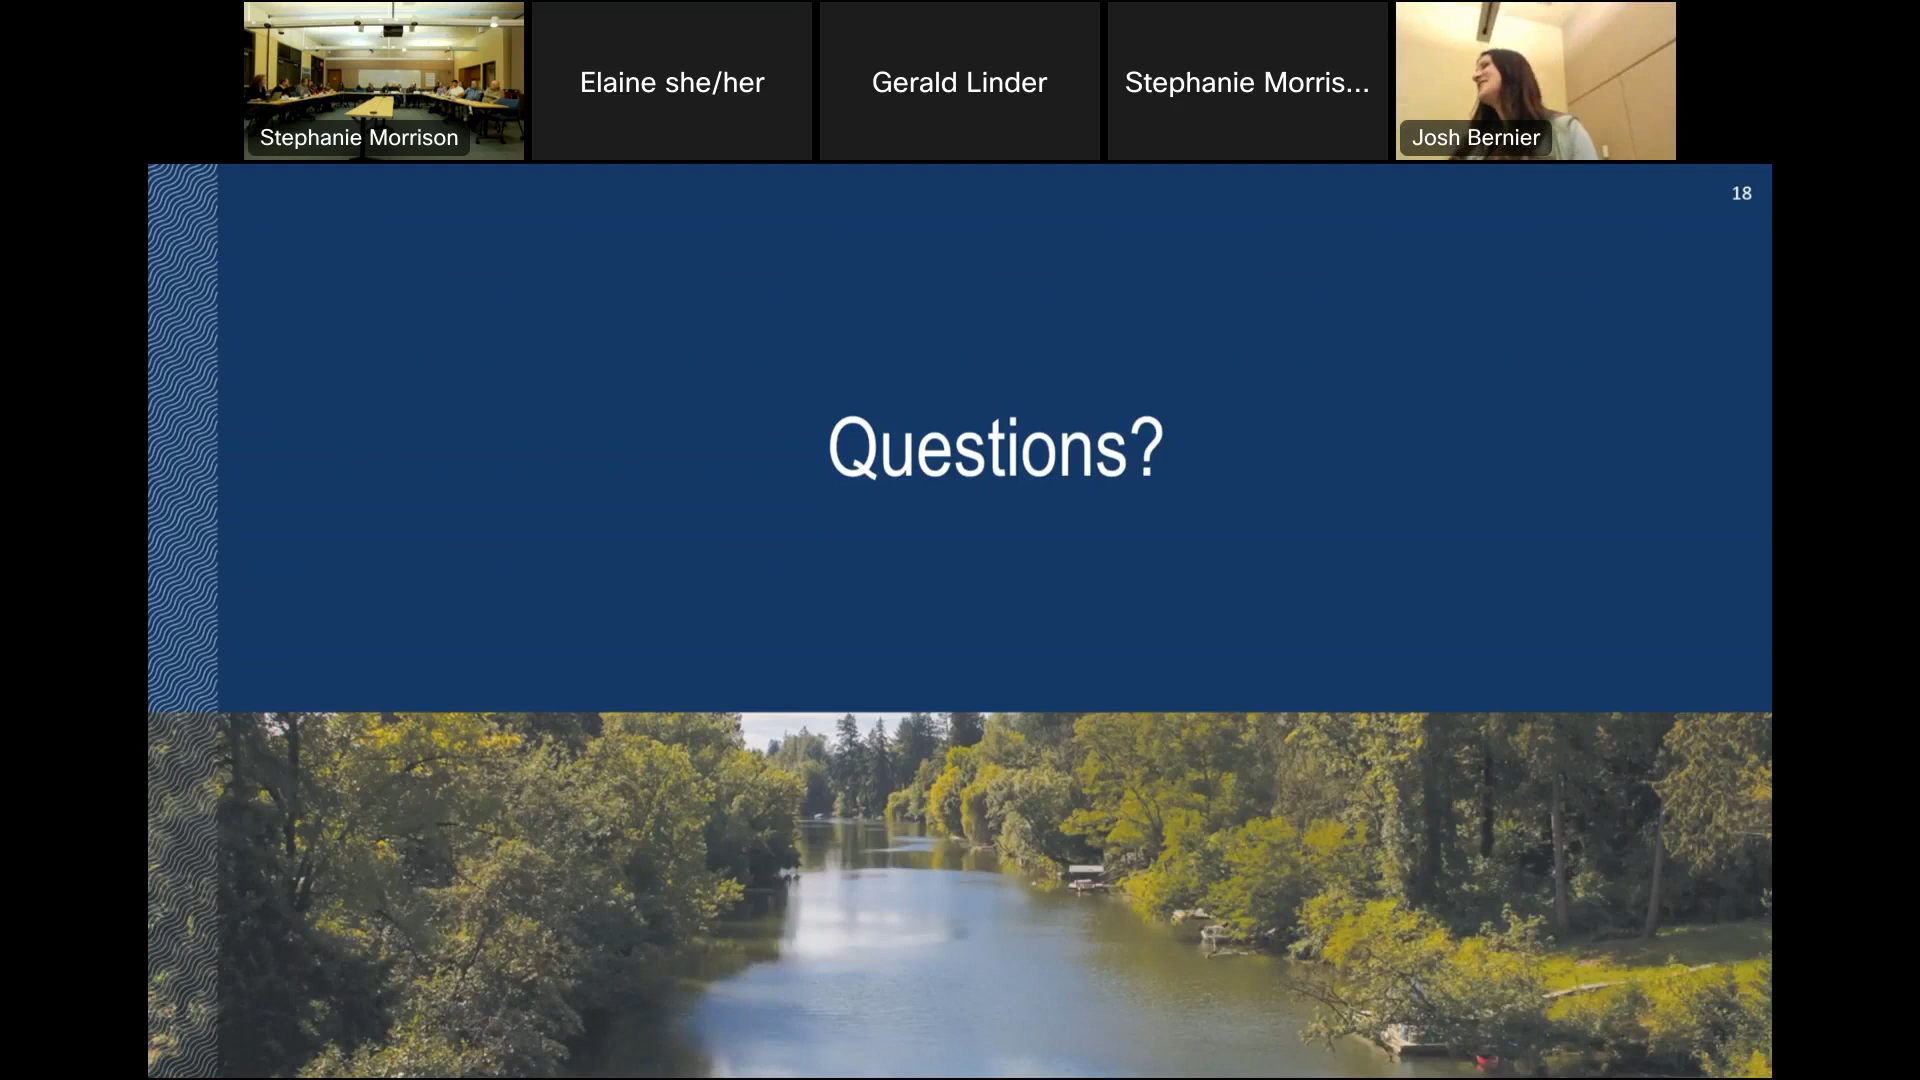 Stephanie Morrison
Elaine she/her
Gerald Linder
Stephanie Morris...
Josh Bernier
18
Questions?